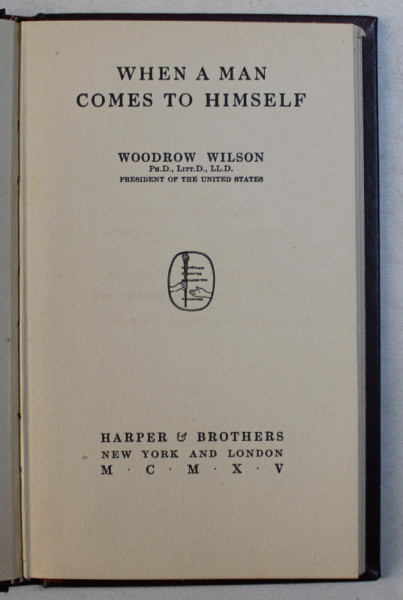 WHEN A MAN
COMES TO HIMSELF
WOODROW WILSON
PH.D., LITT.D., LL.D.
PRESIDENT OF THE UNITED STATES
HARPER & BROTHERS
NEW YORK AND LONDON
M · C · M · X · V